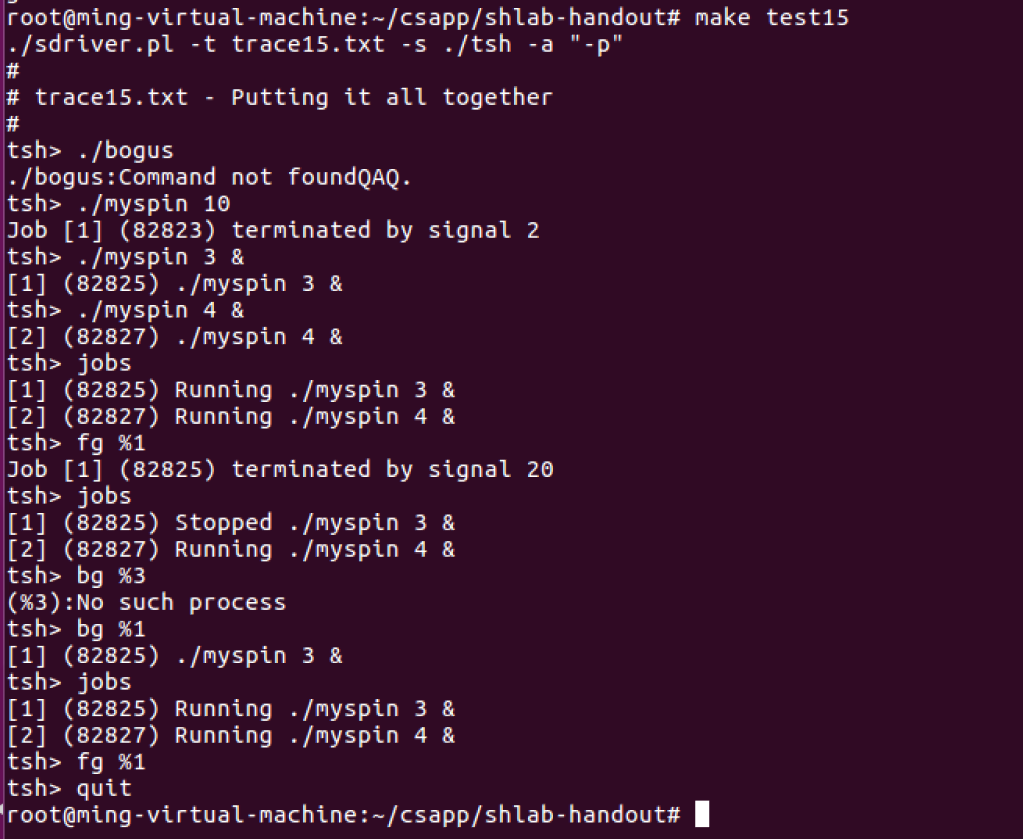 root@ming-virtual-machine:~/csapp/shlab-handout# make test15
./sdriver.pl -t trace15.txt -s ./tsh -a "-p"
#
# trace15.txt - Putting it all together
#
tsh> ./bogus
./bogus:Command not foundQAQ.
tsh> ./myspin 10
Job [1] (82823) terminated by signal 2
tsh> ./myspin 3 &
[1] (82825) ./myspin 3 &
tsh> ./myspin 4 &
[2] (82827) ./myspin 4 &
tsh> jobs
[1] (82825) Running ./myspin 3 &
[2] (82827) Running ./myspin 4 &
tsh> fg %1
Job [1] (82825) terminated by signal 20
tsh> jobs
[1] (82825) Stopped ./myspin 3 &
[2] (82827) Running ./myspin 4 &
tsh> bg %3
(%3):No such process
tsh> bg %1
[1] (82825) ./myspin 3 &
tsh> jobs
[1] (82825) Running ./myspin 3 &
[2] (82827) Running ./myspin 4 &
tsh> fg %1
tsh> quit
root@ming-virtual-machine:~/csapp/shlab-handout#